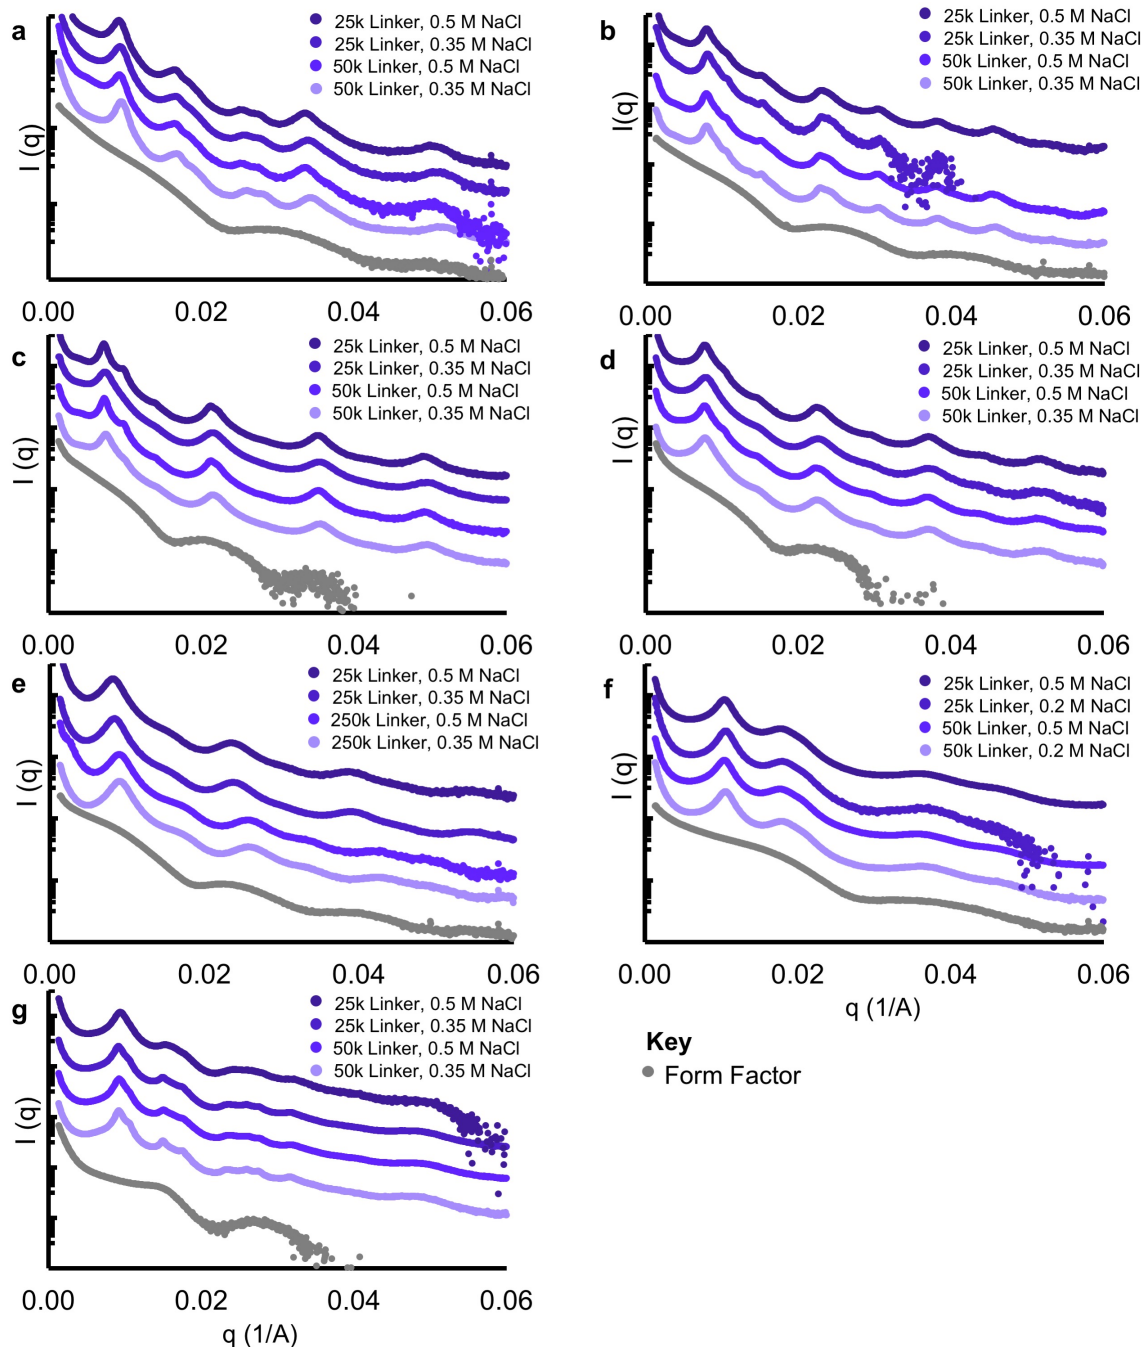 a
25k Linker, 0.5 M NaCl
25k Linker, 0.35 M NaCl
50k Linker, 0.5 M NaCl
50k Linker, 0.35 M NaCl
I (q)
0.00 0.02 0.04 0.06
b
25k Linker, 0.5 M NaCl
25k Linker, 0.35 M NaCl
50k Linker, 0.5 M NaCl
50k Linker, 0.35 M NaCl
I(q)
0.00 0.02 0.04 0.06
c
25k Linker, 0.5 M NaCl
25k Linker, 0.35 M NaCl
50k Linker, 0.5 M NaCl
50k Linker, 0.35 M NaCl
I (q)
0.00 0.02 0.04 0.06
d
25k Linker, 0.5 M NaCl
25k Linker, 0.35 M NaCl
50k Linker, 0.5 M NaCl
50k Linker, 0.35 M NaCl
I (q)
0.00 0.02 0.04 0.06
e
25k Linker, 0.5 M NaCl
25k Linker, 0.35 M NaCl
250k Linker, 0.5 M NaCl
250k Linker, 0.35 M NaCl
I (q)
0.00 0.02 0.04 0.06
f
25k Linker, 0.5 M NaCl
25k Linker, 0.2 M NaCl
50k Linker, 0.5 M NaCl
50k Linker, 0.2 M NaCl
I (q)
0.00 0.02 0.04 0.06
q (1/A)
g
25k Linker, 0.5 M NaCl
25k Linker, 0.35 M NaCl
50k Linker, 0.5 M NaCl
50k Linker, 0.35 M NaCl
I (q)
0.00 0.02 0.04 0.06
q (1/A)
Key
Form Factor